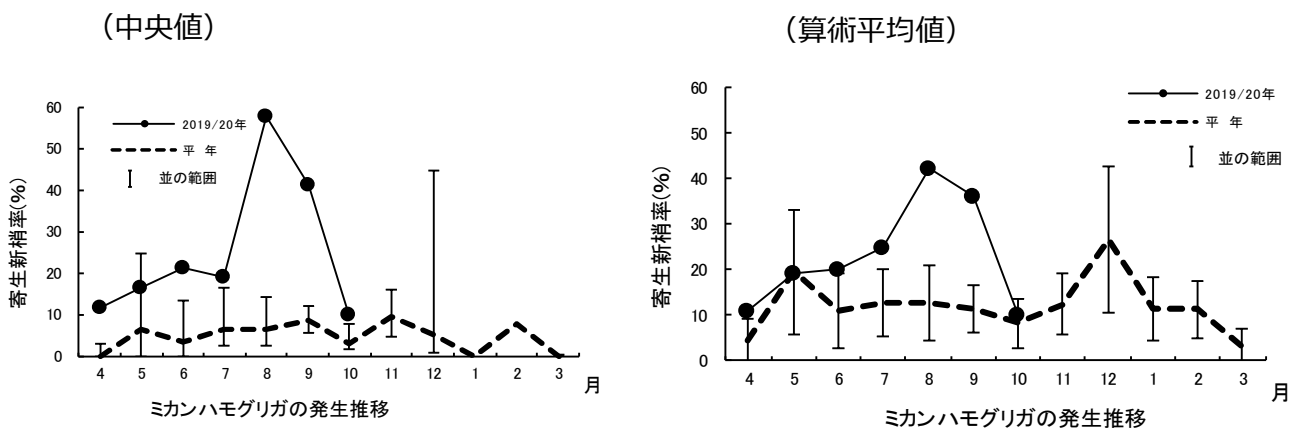 （中央値）
60
50
40
30
20
10
0
寄生新梢率(%)
2019/20年
平 年
並の範囲
4 5 6 7 8 9 10 11 12 1 2 3 月
ミカンハモグリガの発生推移
（算術平均値）
60
50
40
30
20
10
0
寄生新梢率(%)
2019/20年
平 年
並の範囲
4 5 6 7 8 9 10 11 12 1 2 3 月
ミカンハモグリガの発生推移